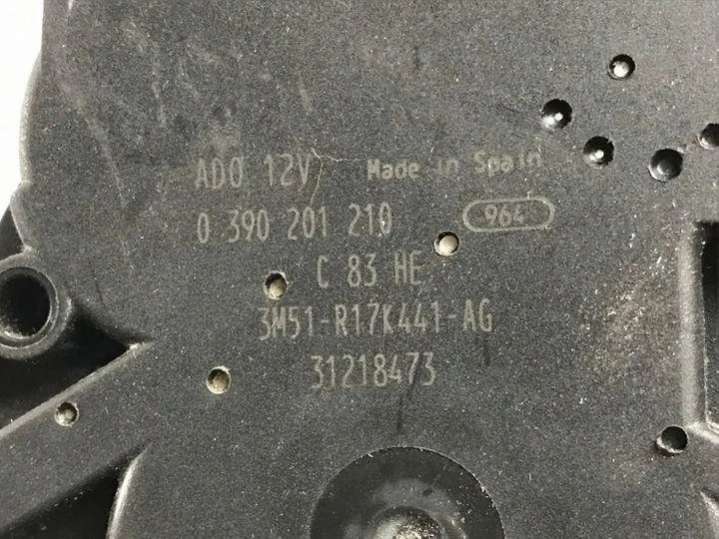 ADO 12V Made in Spain
0 390 201 210 964
C 83 HE
3M51-R17K441-AG
31218473